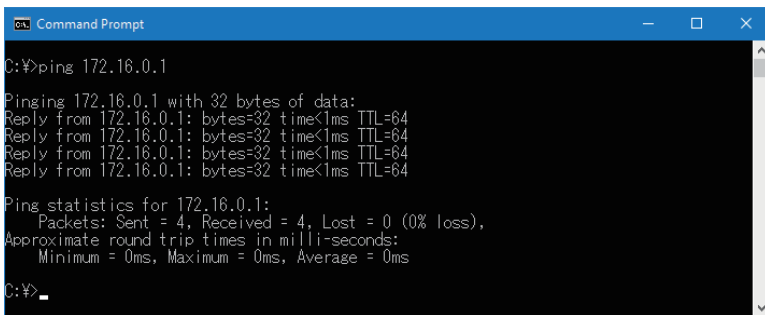 Command Prompt
C:¥>ping 172.16.0.1
Pinging 172.16.0.1 with 32 bytes of data:
Reply from 172.16.0.1: bytes=32 time<1ms TTL=64
Reply from 172.16.0.1: bytes=32 time<1ms TTL=64
Reply from 172.16.0.1: bytes=32 time<1ms TTL=64
Reply from 172.16.0.1: bytes=32 time<1ms TTL=64
Ping statistics for 172.16.0.1:
Packets: Sent = 4, Received = 4, Lost = 0 (0% loss),
Approximate round trip times in milli-seconds:
Minimum = 0ms, Maximum = 0ms, Average = 0ms
C:¥>